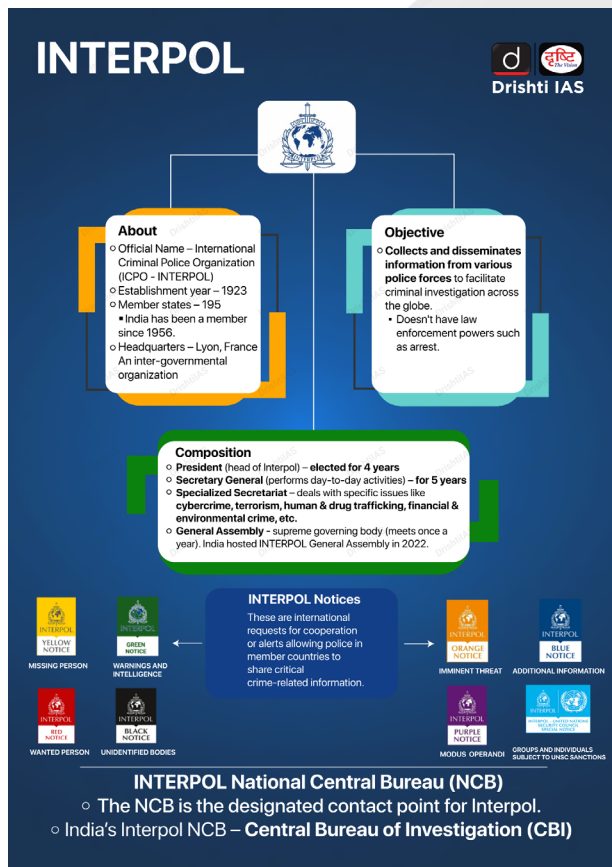 INTERPOL
दृष्टि
The Vision
Drishti IAS
About
Official Name – International
Criminal Police Organization
(ICPO - INTERPOL)
Establishment year – 1923
Member states – 195
India has been a member
since 1956.
Headquarters – Lyon, France
An inter-governmental
organization
Objective
Collects and disseminates
information from various
police forces to facilitate
criminal investigation across
the globe.
Doesn't have law
enforcement powers such
as arrest.
Composition
President (head of Interpol) – elected for 4 years
Secretary General (performs day-to-day activities) – for 5 years
Specialized Secretariat – deals with specific issues like
cybercrime, terrorism, human & drug trafficking, financial &
environmental crime, etc.
General Assembly - supreme governing body (meets once a
year). India hosted INTERPOL General Assembly in 2022.
INTERPOL Notices
These are international
requests for cooperation
or alerts allowing police in
member countries to
share critical
crime-related information.
INTERPOL
YELLOW
NOTICE
MISSING PERSON
INTERPOL
GREEN
NOTICE
WARNINGS AND
INTELLIGENCE
INTERPOL
RED
NOTICE
WANTED PERSON
INTERPOL
BLACK
NOTICE
UNIDENTIFIED BODIES
INTERPOL
ORANGE
NOTICE
IMMINENT THREAT
INTERPOL
BLUE
NOTICE
ADDITIONAL INFORMATION
INTERPOL
PURPLE
NOTICE
MODUS OPERANDI
INTERPOL - UNITED NATIONS
SECURITY COUNCIL
SPECIAL NOTICE
GROUPS AND INDIVIDUALS
SUBJECT TO UNSC SANCTIONS
INTERPOL National Central Bureau (NCB)
The NCB is the designated contact point for Interpol.
India's Interpol NCB – Central Bureau of Investigation (CBI)